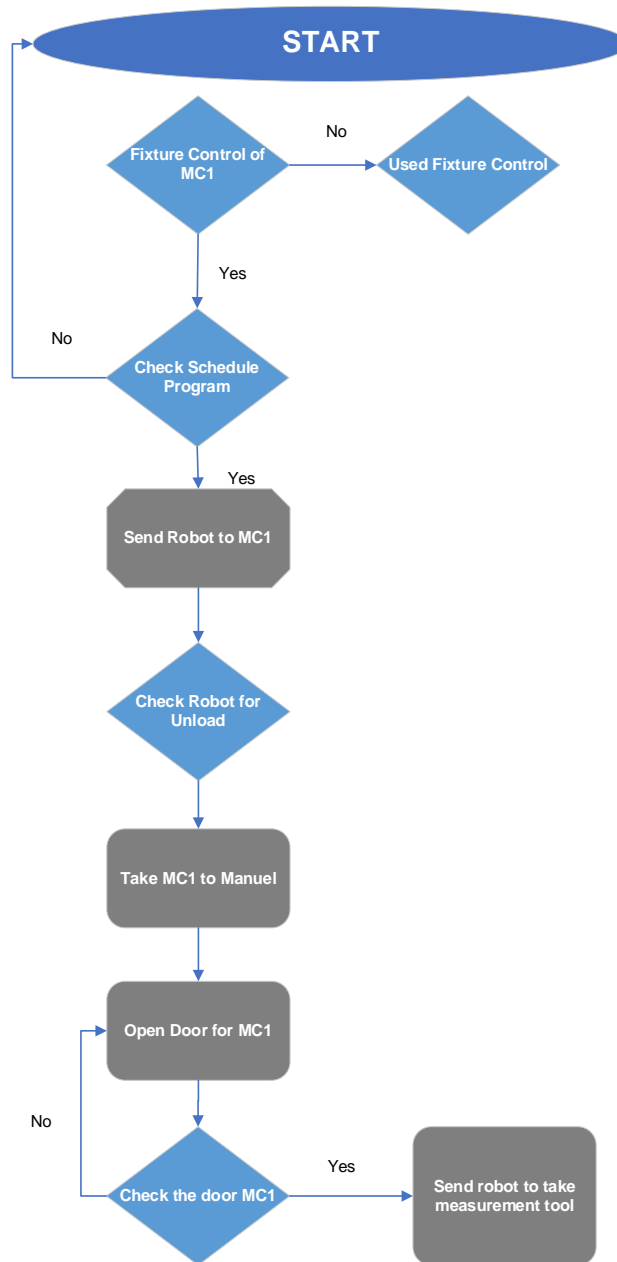 START
Fixture Control of
MC1
No
Used Fixture Control
Yes
No
Check Schedule
Program
Yes
Send Robot to MC1
Check Robot for
Unload
Take MC1 to Manuel
Open Door for MC1
No
Check the door MC1
Yes
Send robot to take
measurement tool